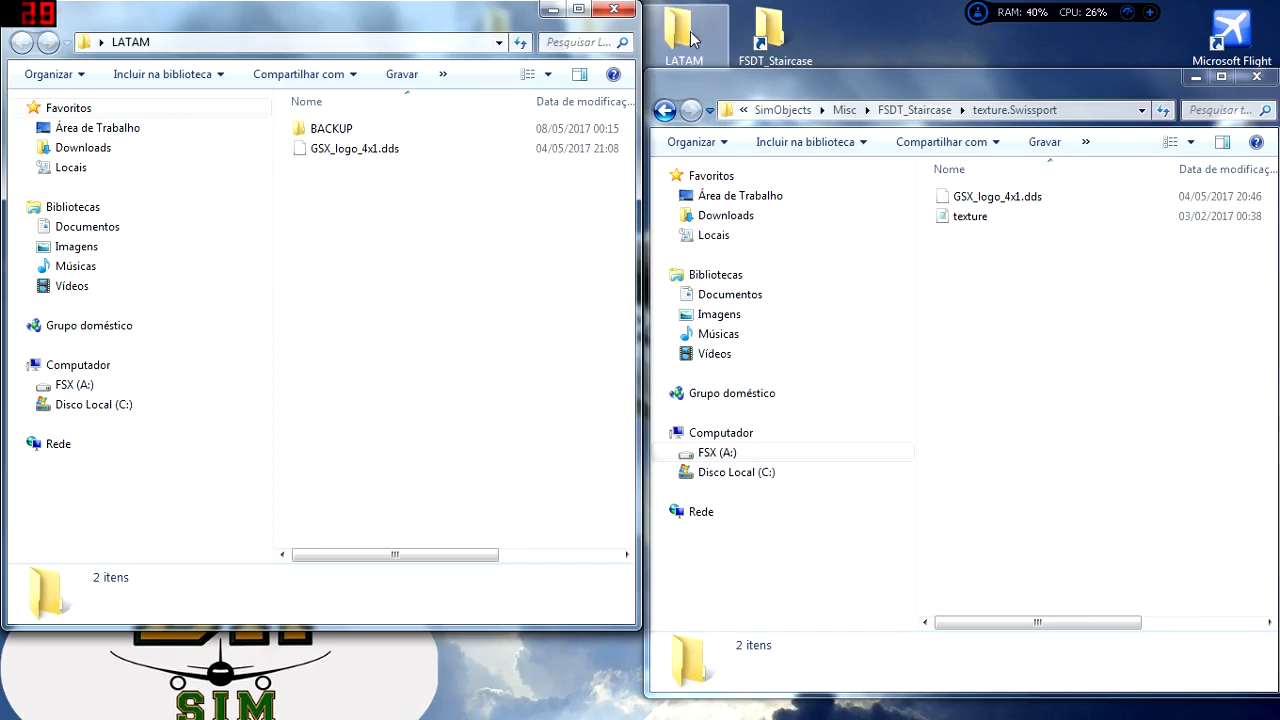 28
LATAM
Pesquisar L...
Organizar
Incluir na biblioteca
Compartilhar com
Gravar
»
Nome
Data de modificaç...
Favoritos
Área de Trabalho
Downloads
Locais
Bibliotecas
Documentos
Imagens
Músicas
Vídeos
Grupo doméstico
Computador
FSX (A:)
Disco Local (C:)
Rede
BACKUP
08/05/2017 00:15
GSX_logo_4x1.dds
04/05/2017 21:08
2 itens
SIM
LATAM
FSDT_Staircase
RAM: 40%
CPU: 26%
Microsoft Flight
SimObjects
Misc
FSDT_Staircase
texture.Swissport
Pesquisar t...
Organizar
Incluir na biblioteca
Compartilhar com
Gravar
»
Nome
Data de modificaç...
Favoritos
Área de Trabalho
Downloads
Locais
Bibliotecas
Documentos
Imagens
Músicas
Vídeos
Grupo doméstico
Computador
FSX (A:)
Disco Local (C:)
Rede
GSX_logo_4x1.dds
04/05/2017 20:46
texture
03/02/2017 00:38
2 itens